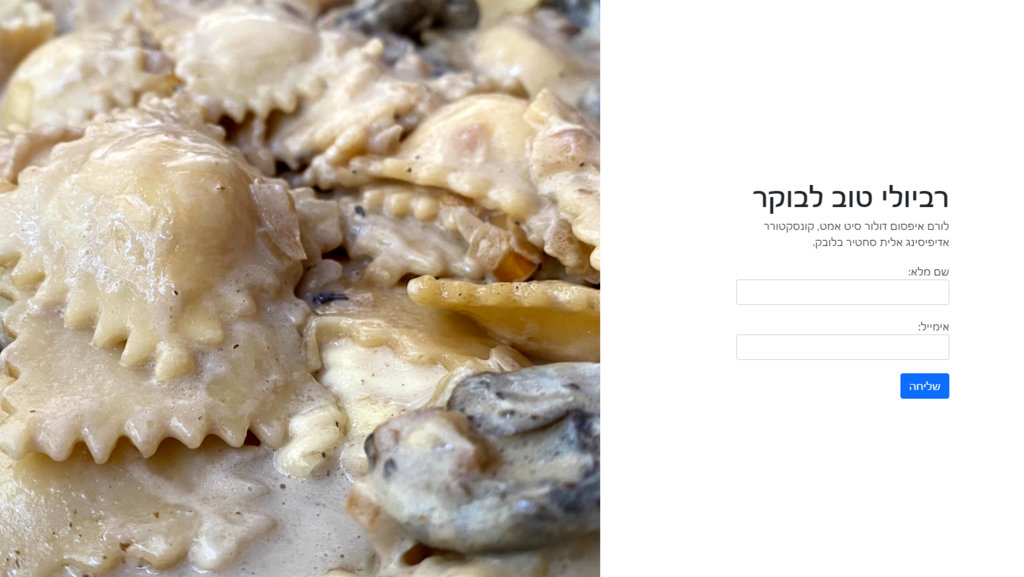 רביולי טוב לבוקר
לורם איפסום דולור סיט אמט, קונסקטורר
אדיפיסינג אלית סחטיר בלובק.
שם מלא:
אימייל:
שליחה